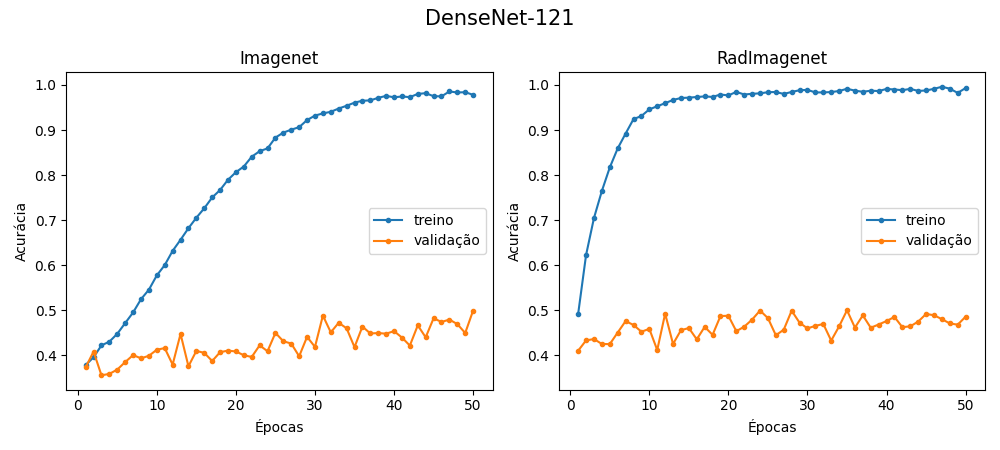 DenseNet-121
Imagenet
1.0
0.9
0.8
0.7
0.6
0.5
0.4
Acurácia
treino
validação
0 10 20 30 40 50
Épocas
RadImagenet
1.0
0.9
0.8
0.7
0.6
0.5
0.4
Acurácia
treino
validação
0 10 20 30 40 50
Épocas